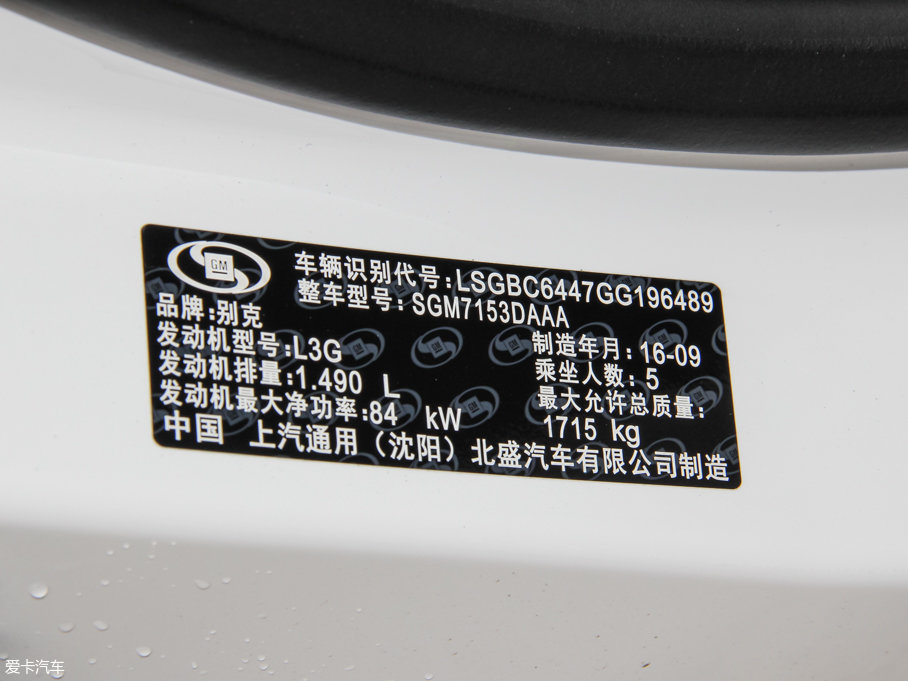 GM
车辆识别代号:LSGBC6447GG196489
整车型号:SGM7153DAAA
品牌:别克
发动机型号:L3G
制造年月:16-09
发动机排量:1.490 L
乘坐人数:5
发动机最大净功率:84 kW
最大允许总质量:
1715 kg
中国 上汽通用（沈阳）北盛汽车有限公司制造
爱卡汽车